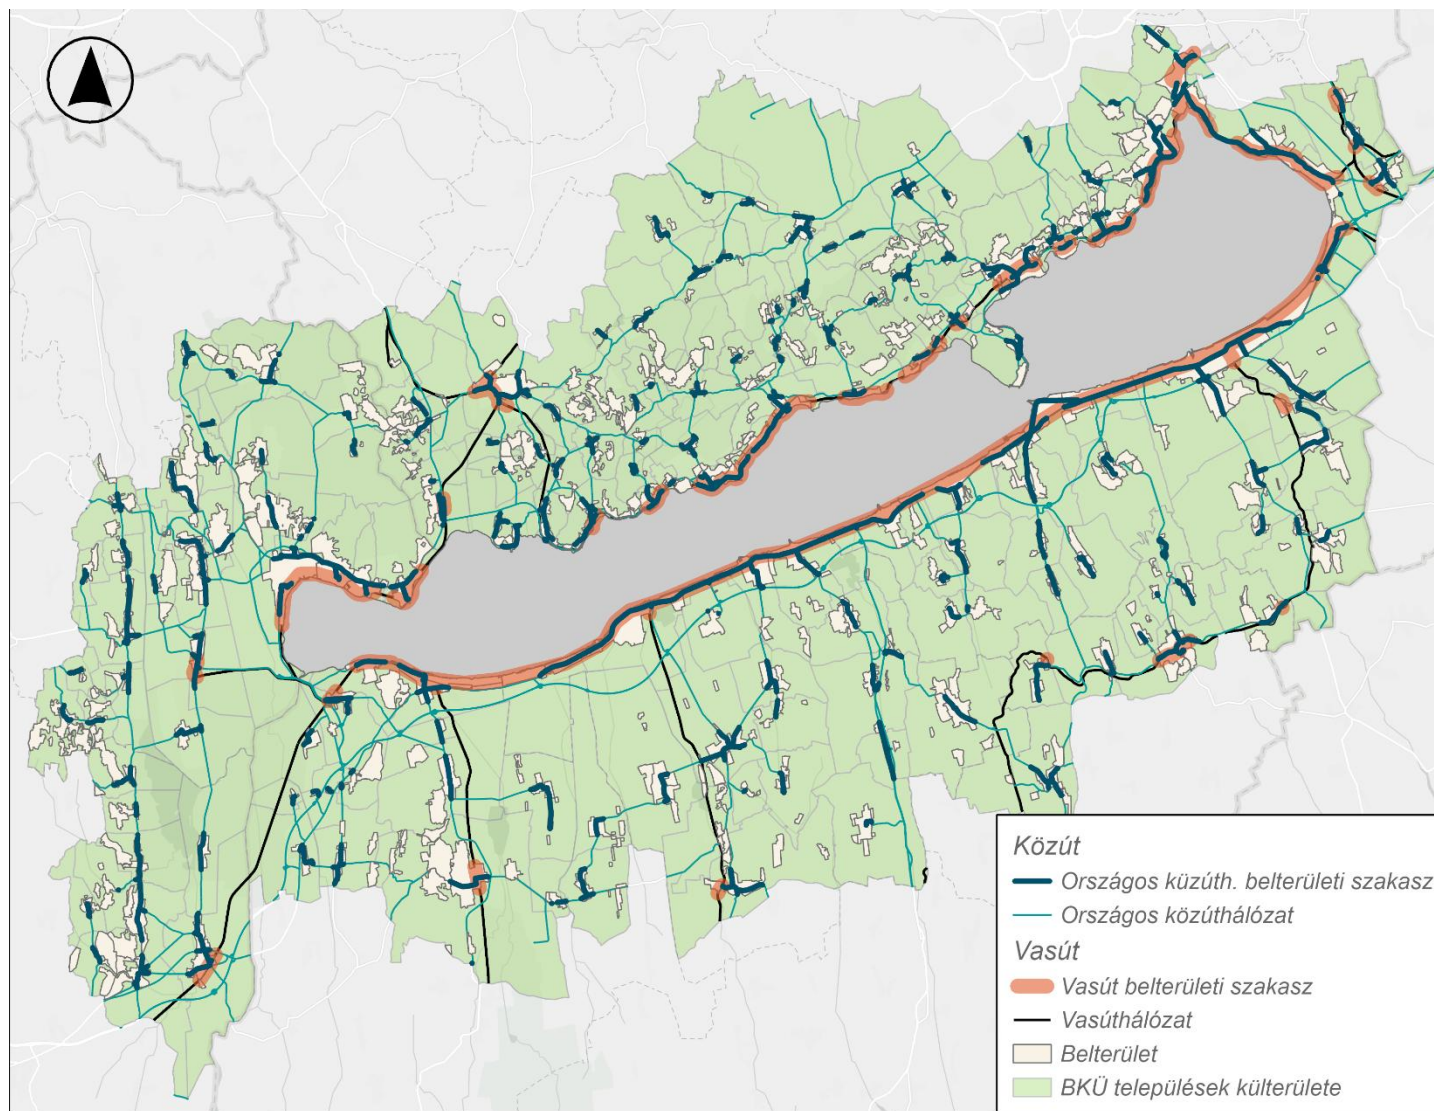 Közút
Országos küzúth. belterületi szakasz
Országos közúthálózat
Vasút
Vasút belterületi szakasz
Vasúthálózat
Belterület
BKÜ települések külterülete